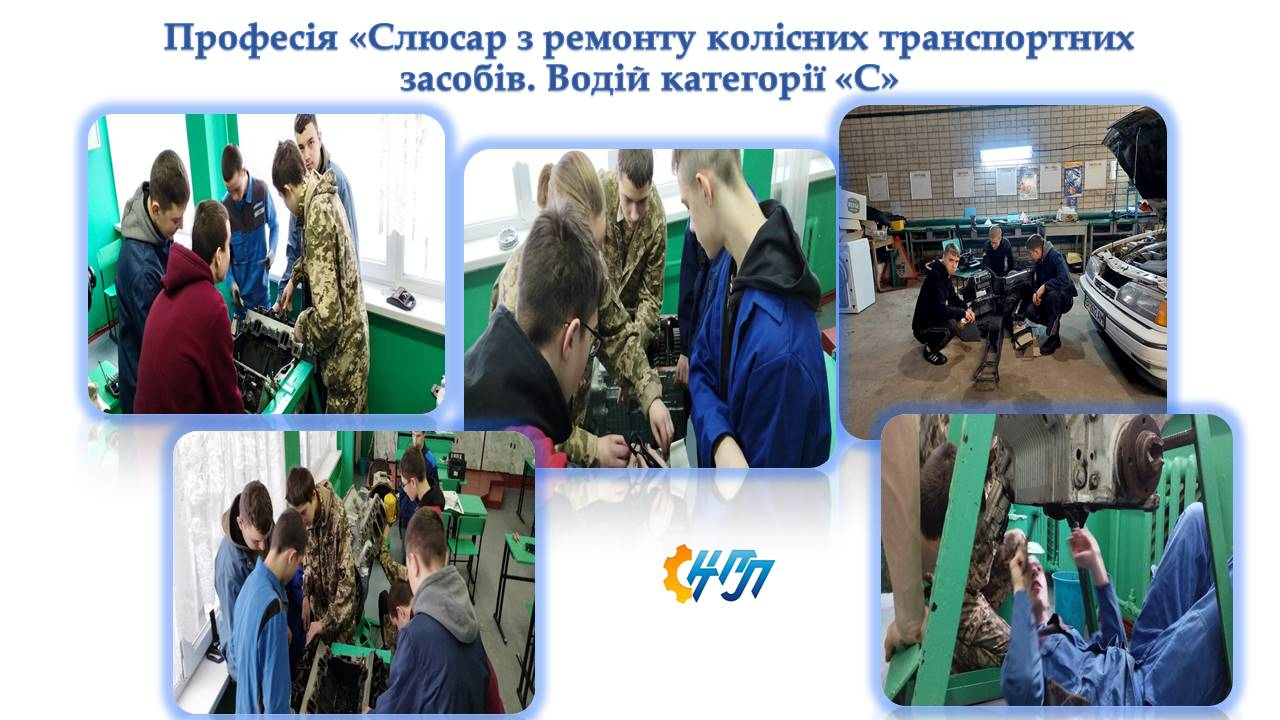 Професія «Слюсар з ремонту колісних транспортних
засобів. Водій категорії «С»